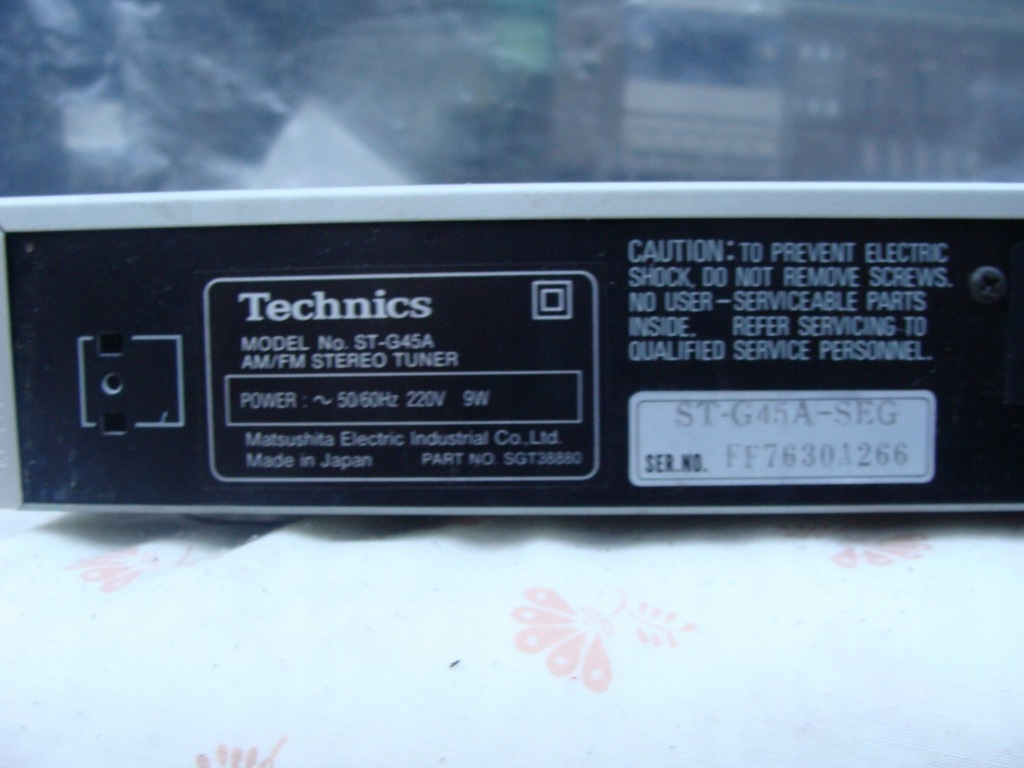 Technics
MODEL No. ST-G45A
AM/FM STEREO TUNER
POWER : ~ 50/60Hz 220V 9W
Matsushita Electric Industrial Co.,Ltd.
Made in Japan PART NO. SGT38880
CAUTION: TO PREVENT ELECTRIC
SHOCK, DO NOT REMOVE SCREWS.
NO USER-SERVICEABLE PARTS
INSIDE. REFER SERVICING TO
QUALIFIED SERVICE PERSONNEL.
ST-G45A-SEG
SER.NO. FF7630A266